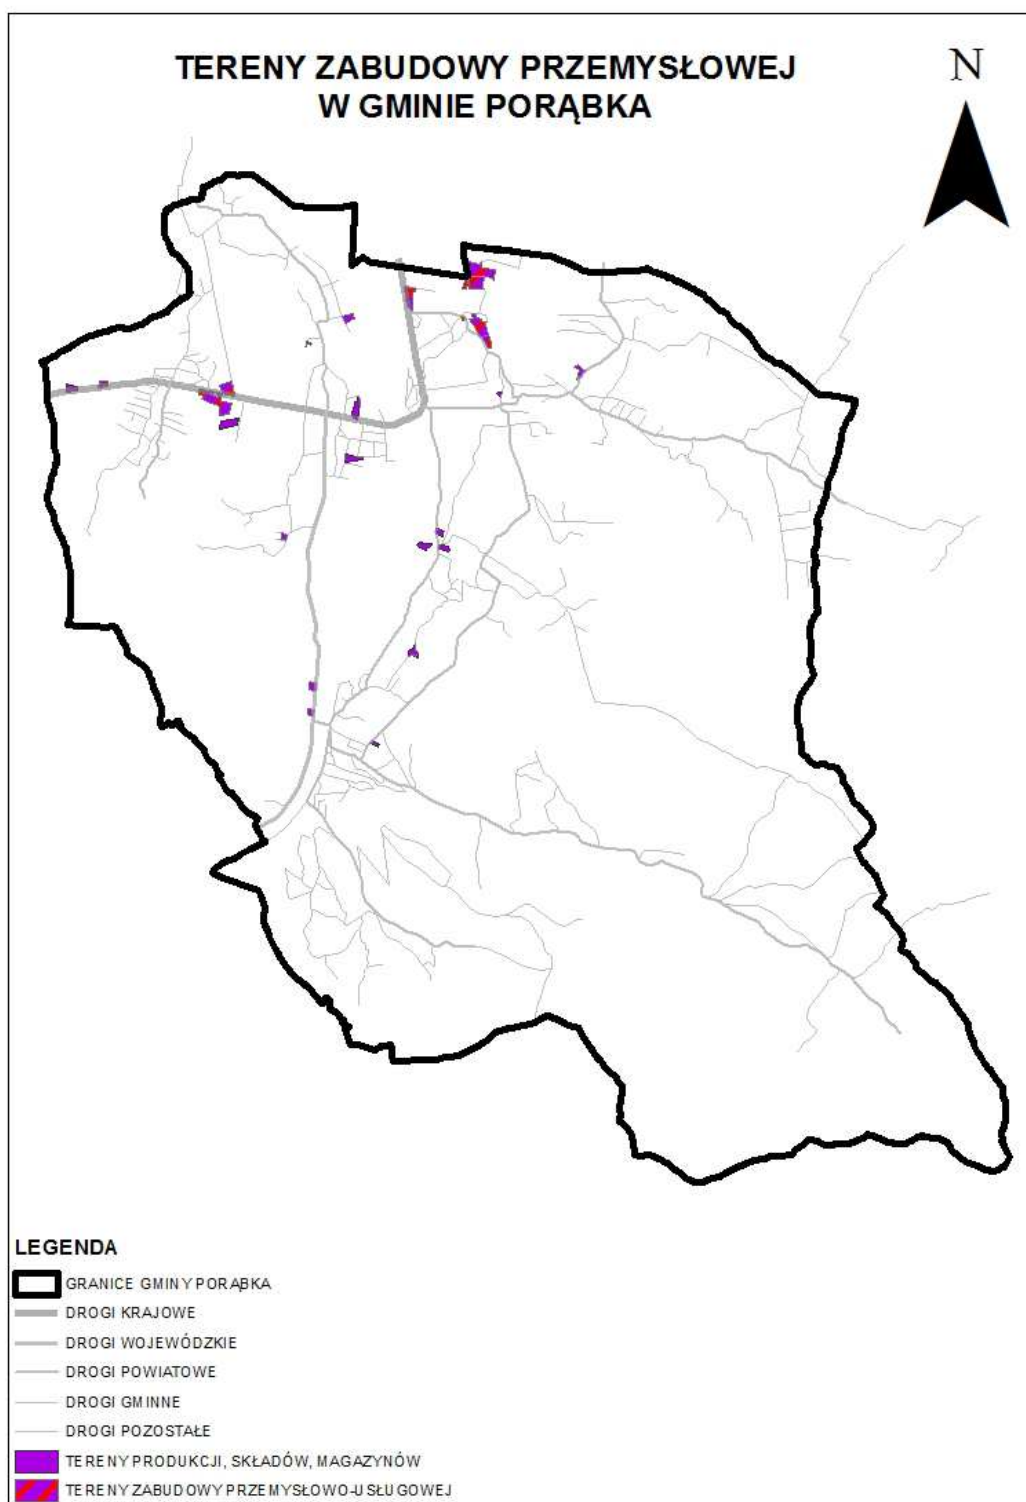 TERENY ZABUDOWY PRZEMYSŁOWEJ
W GMINIE PORĄBKA
N
LEGENDA
GRANICE GMINY PORĄBKA
DROGI KRAJOWE
DROGI WOJEWÓDZKIE
DROGI POWIATOWE
DROGI GMINNE
DROGI POZOSTAŁE
TERENY PRODUKCJI, SKŁADÓW, MAGAZYNÓW
TERENY ZABUDOWY PRZEMYSŁOWO-USŁUGOWEJ